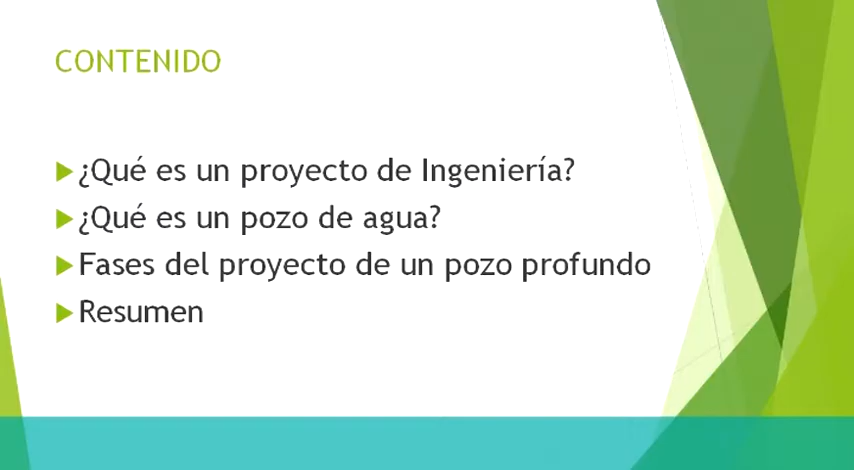 CONTENIDO
¿Qué es un proyecto de Ingeniería?
¿Qué es un pozo de agua?
Fases del proyecto de un pozo profundo
Resumen